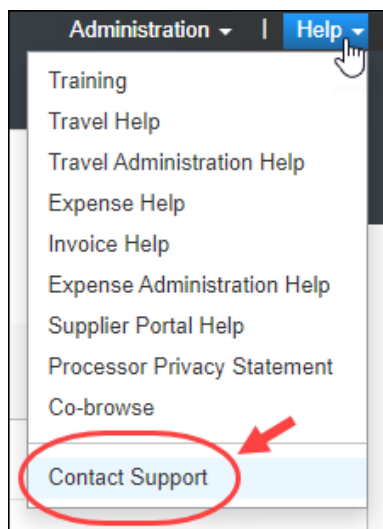 Administration | Help
Training
Travel Help
Travel Administration Help
Expense Help
Invoice Help
Expense Administration Help
Supplier Portal Help
Processor Privacy Statement
Co-browse
Contact Support